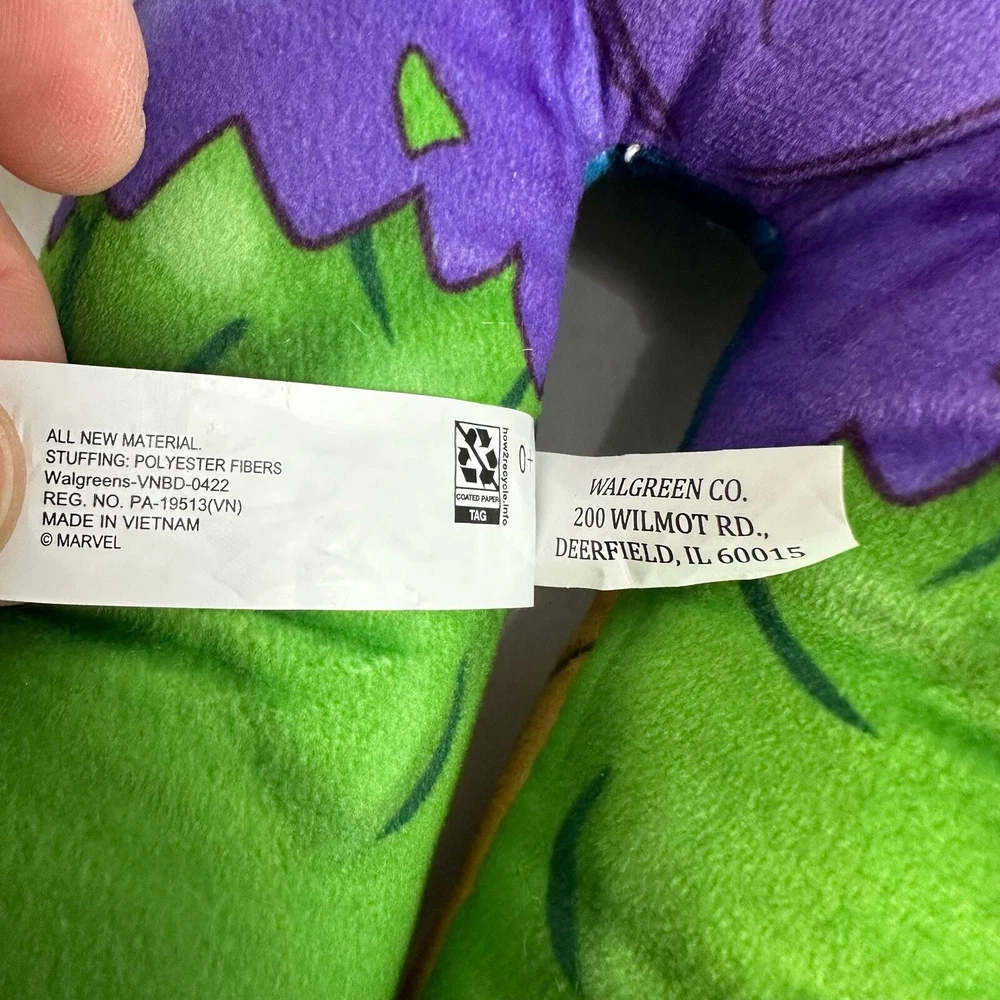 ALL NEW MATERIAL.
STUFFING: POLYESTER FIBERS
Walgreens-VNBD-0422
REG. NO. PA-19513(VN)
MADE IN VIETNAM
© MARVEL
COATED PAPER
TAG
how2recycle.info
0+
WALGREEN CO.
200 WILMOT RD.,
DEERFIELD, IL 60015